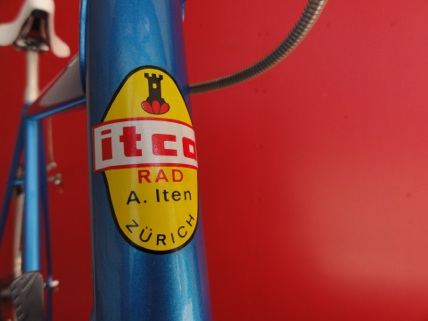 itco
RAD
A. Iten
ZÜRICH